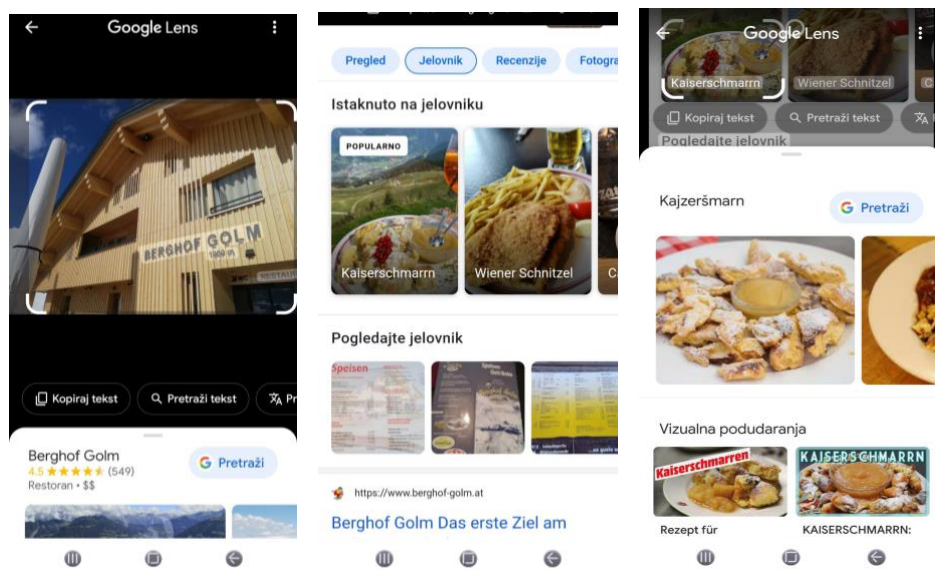 Google Lens
BERGHOF GOLM
Kopiraj tekst
Pretraži tekst
Berghof Golm
4.5 (549)
Restoran • $$
Pretraži
Pregled
Jelovnik
Recenzije
Fotogra
Istaknuto na jelovniku
POPULARNO
Kaiserschmarrn
Wiener Schnitzel
Pogledajte jelovnik
Speisen
https://www.berghof-golm.at
Berghof Golm Das erste Ziel am
Google Lens
Kaiserschmarrn
Wiener Schnitzel
Kopiraj tekst
Pretraži tekst
Pogledajte jelovnik
Kajzeršmarn
Pretraži
Vizualna podudaranja
Kaiserschmarren
KAISERSCHMARRN
Rezept für
KAISERSCHMARRN: